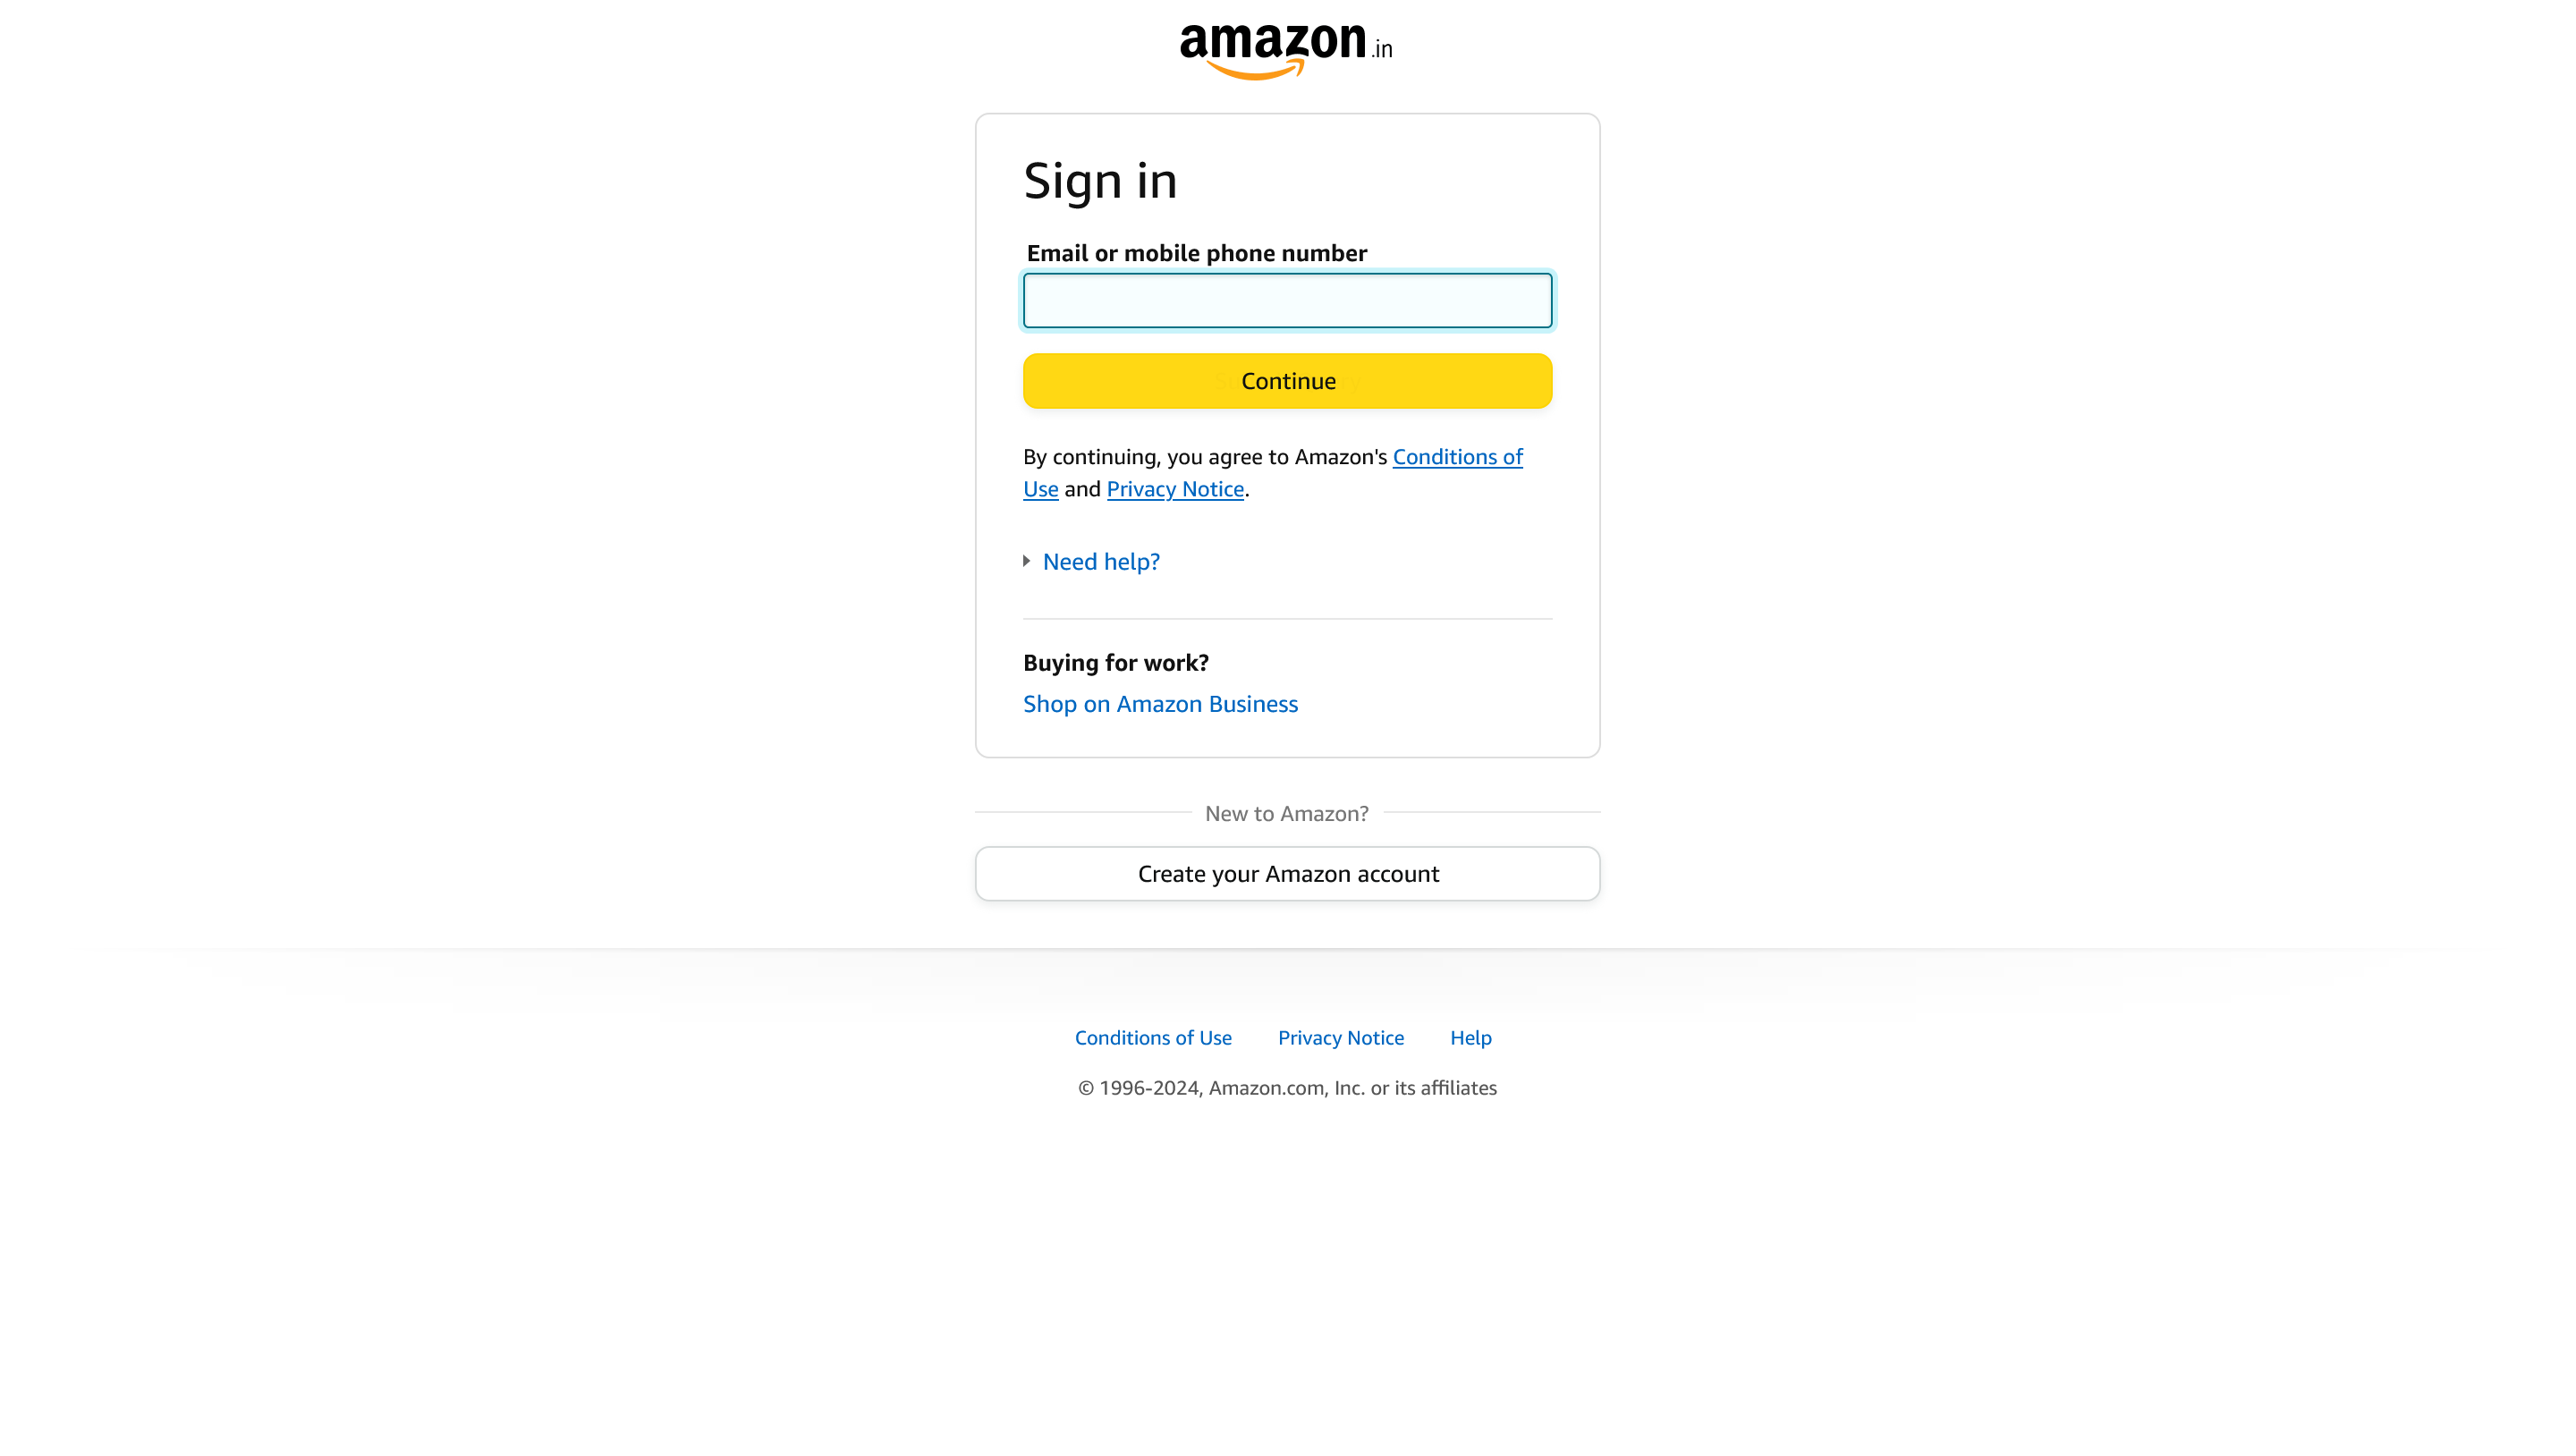 amazon.in
Sign in
Email or mobile phone number
Continue
By continuing, you agree to Amazon's Conditions of
Use and Privacy Notice.
Need help?
Buying for work?
Shop on Amazon Business
New to Amazon?
Create your Amazon account
Conditions of Use Privacy Notice Help
© 1996-2024, Amazon.com, Inc. or its affiliates